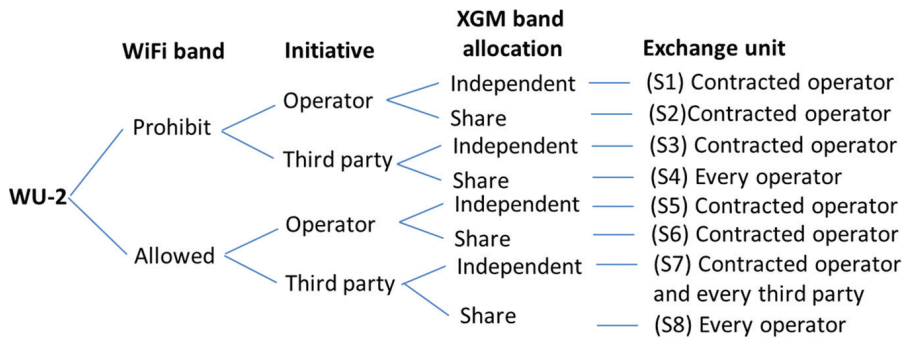 XGM band
WiFi band Initiative allocation Exchange unit
Independent (S1) Contracted operator
Operator
Share (S2)Contracted operator
Prohibit
Independent (S3) Contracted operator
Third party
Share (S4) Every operator
WU-2
Independent (S5) Contracted operator
Operator
Share (S6) Contracted operator
Allowed
Independent (S7) Contracted operator
Third party
and every third party
Share
(S8) Every operator